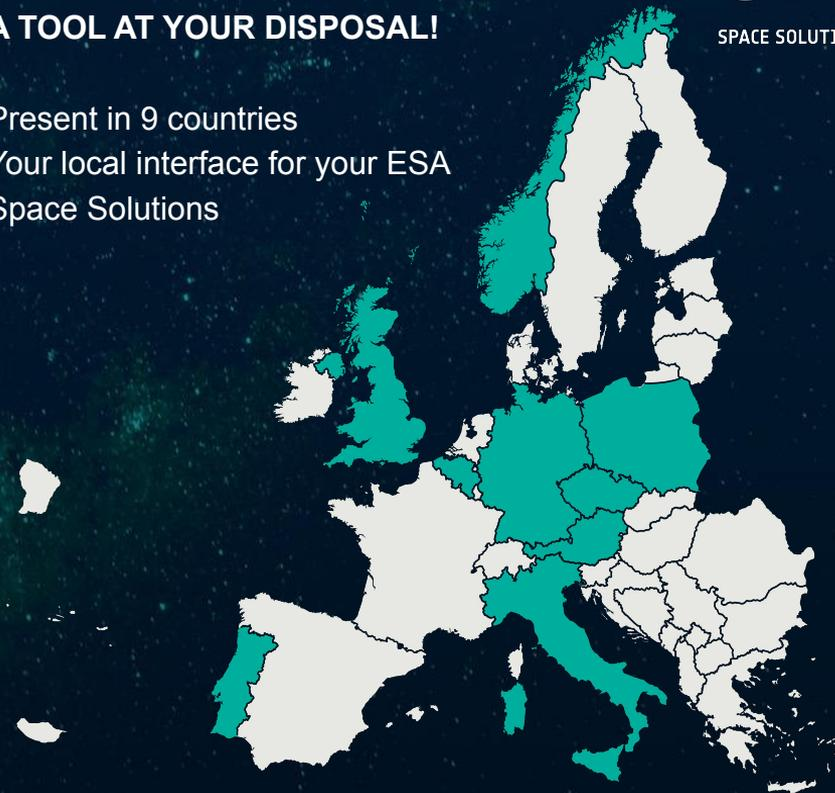 A TOOL AT YOUR DISPOSAL!
SPACE SOLUTI
Present in 9 countries
Your local interface for your ESA
Space Solutions